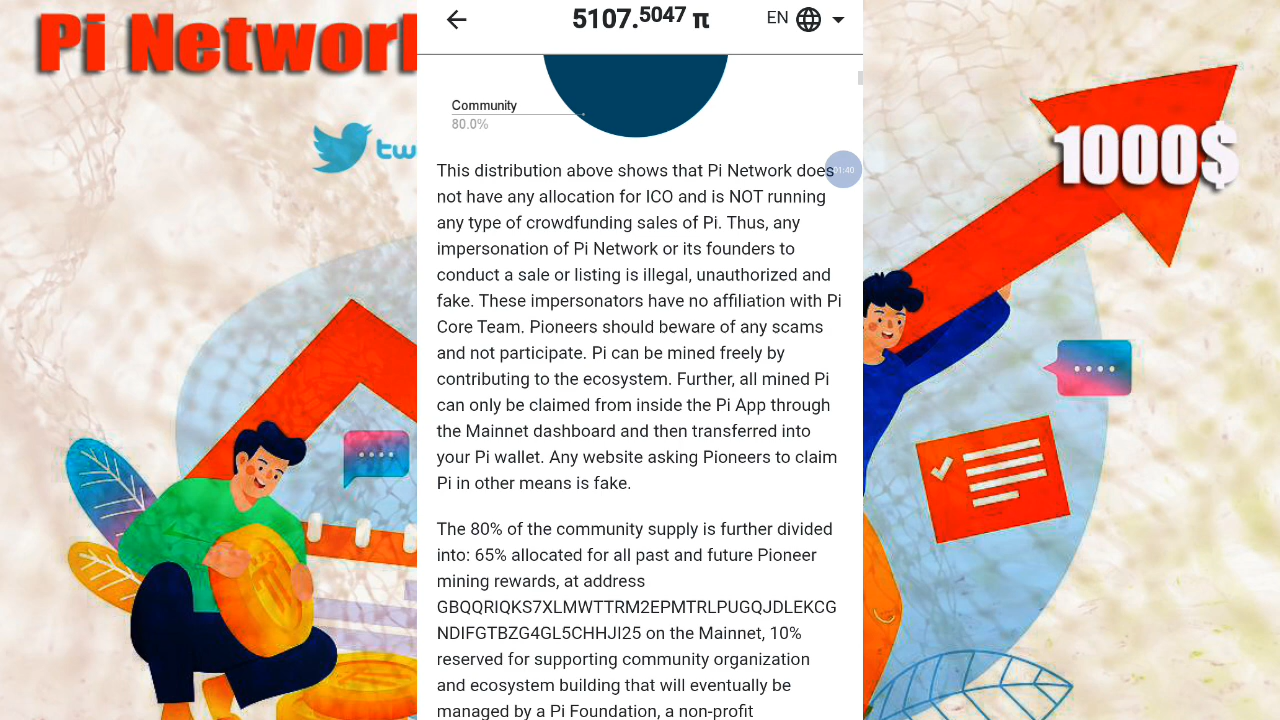 Pi Network
tw
5107.5047 π
EN
Community
80.0%
This distribution above shows that Pi Network does
01:40
not have any allocation for ICO and is NOT running
any type of crowdfunding sales of Pi. Thus, any
impersonation of Pi Network or its founders to
conduct a sale or listing is illegal, unauthorized and
fake. These impersonators have no affiliation with Pi
Core Team. Pioneers should beware of any scams
and not participate. Pi can be mined freely by
contributing to the ecosystem. Further, all mined Pi
can only be claimed from inside the Pi App through
the Mainnet dashboard and then transferred into
your Pi wallet. Any website asking Pioneers to claim
Pi in other means is fake.
The 80% of the community supply is further divided
into: 65% allocated for all past and future Pioneer
mining rewards, at address
GBQQRIQKS7XLMWTTRM2EPMTRLPUGQJDLEKCG
NDIFGTBZG4GL5CHHJI25 on the Mainnet, 10%
reserved for supporting community organization
and ecosystem building that will eventually be
managed by a Pi Foundation, a non-profit
1000$